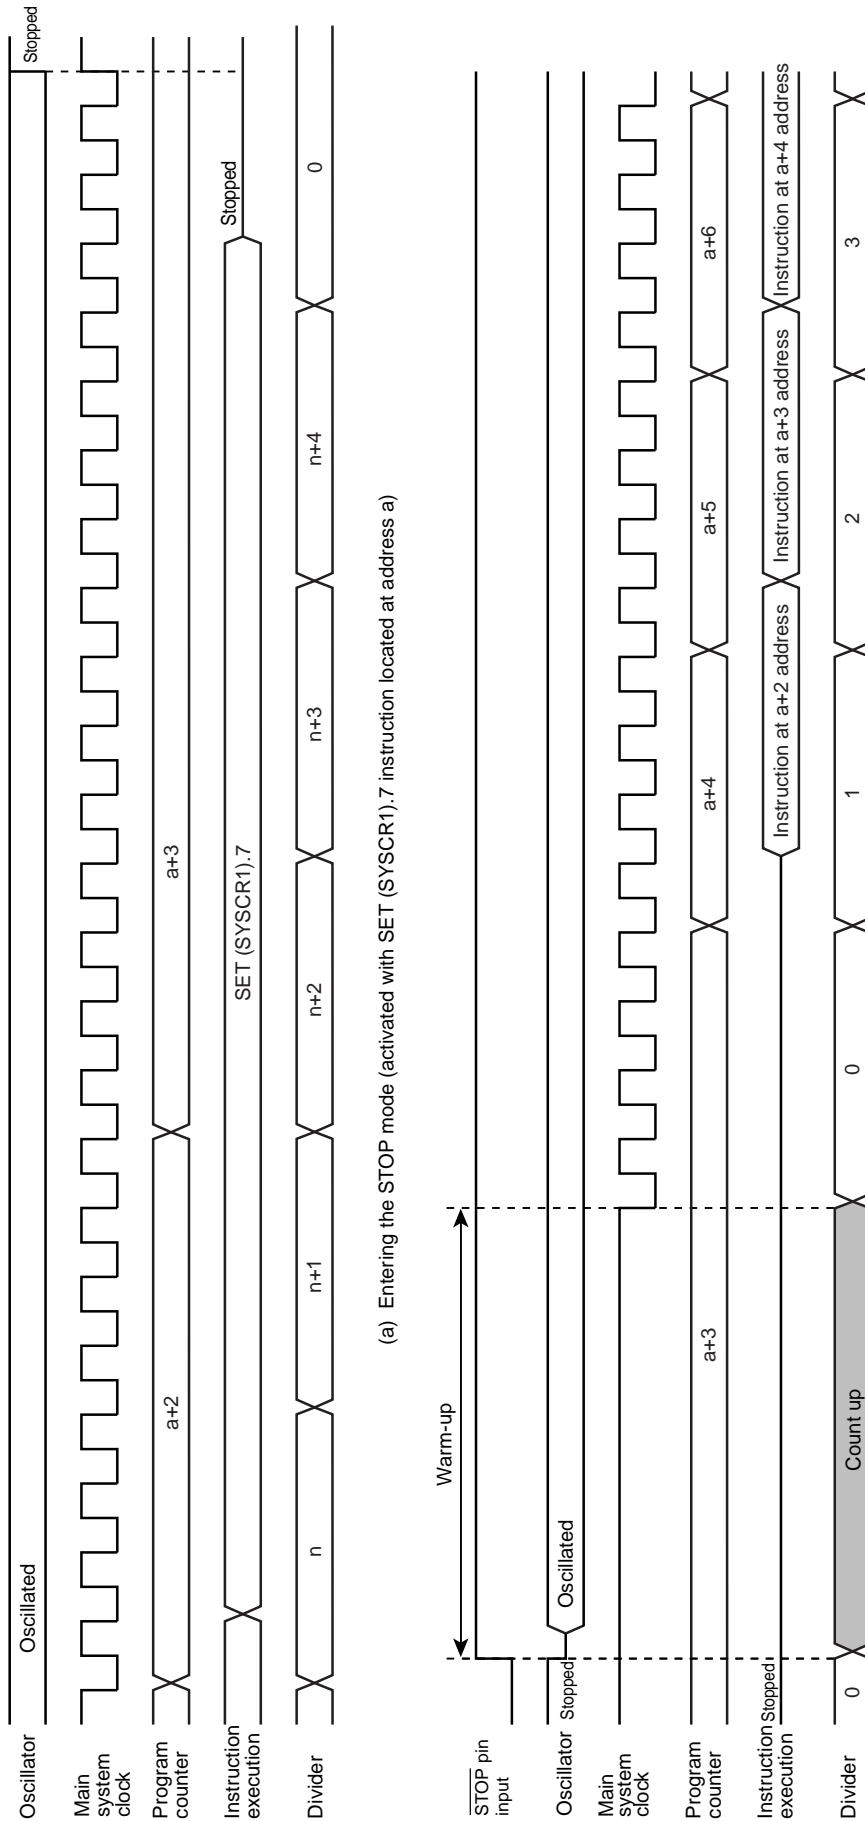 Oscillator
Oscillated
Stopped
Main
system
clock
Program
counter
a+2
a+3
Instruction
execution
SET (SYSCR1).7
Stopped
Divider
n
n+1
n+2
n+3
n+4
0
(a) Entering the STOP mode (activated with SET (SYSCR1).7 instruction located at address a)
Warm-up
STOP pin
input
Oscillator
Stopped
Oscillated
Main
system
clock
Program
counter
a+3
a+4
a+5
a+6
Instruction
execution
Stopped
Instruction at a+2 address
Instruction at a+3 address
Instruction at a+4 address
Divider
0
Count up
0
1
2
3